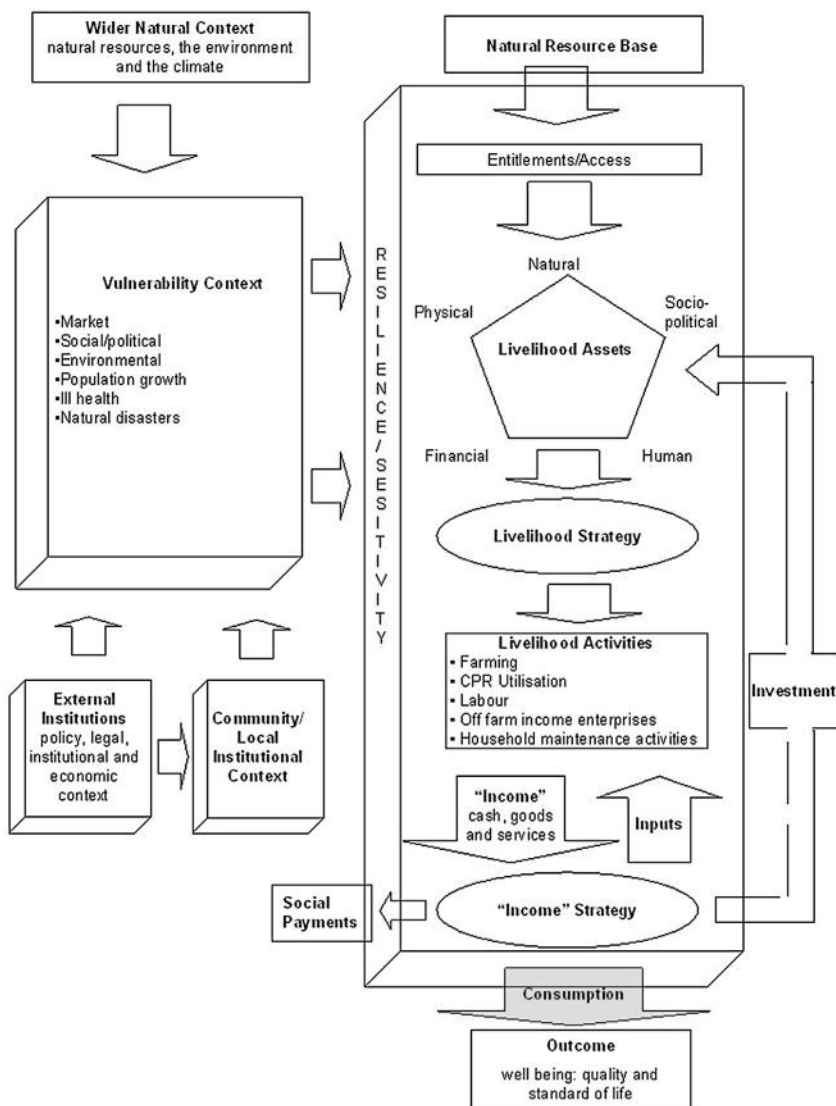 Wider Natural Context
natural resources, the environment
and the climate
Natural Resource Base
Entitlements/Access
Vulnerability Context
▪Market
▪Social/political
▪Environmental
▪Population growth
▪Ill health
▪Natural disasters
RESILIENCE/SESITIVITY
Natural
Physical
Socio-
political
Livelihood Assets
Financial
Human
Livelihood Strategy
Livelihood Activities
▪ Farming
▪ CPR Utilisation
▪ Labour
▪ Off farm income enterprises
▪ Household maintenance activities
Investment
External
Institutions
policy, legal,
institutional and
economic
context
Community/
Local
Institutional
Context
“Income”
cash, goods
and services
Inputs
Social
Payments
“Income” Strategy
Consumption
Outcome
well being: quality and
standard of life